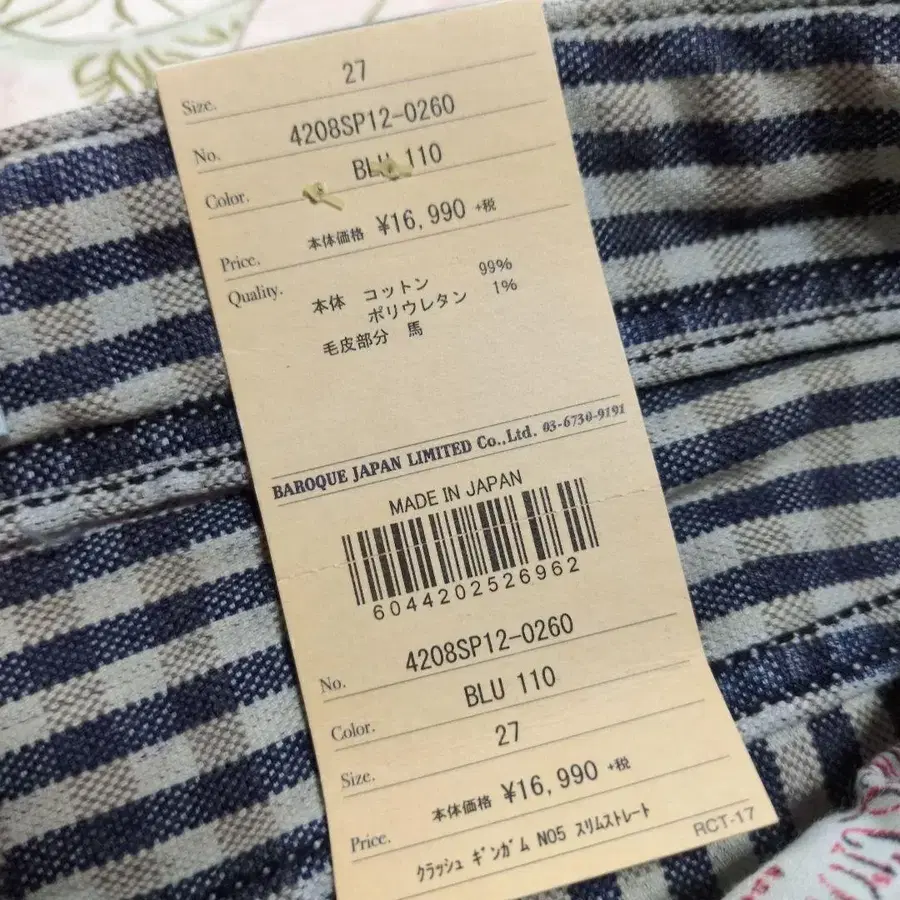 Size. 27
No. 4208SP12-0260
Color. BLU 110
Price. 本体価格 ¥16,990 +税
Quality. 本体 コットン 99%
ポリウレタン 1%
毛皮部分 馬
BAROQUE JAPAN LIMITED Co.,Ltd. 03-6730-9191
MADE IN JAPAN
6044202526962
No. 4208SP12-0260
Color. BLU 110
Size. 27
Price. 本体価格 ¥16,990 +税
クラッシュ ギンガム N05 スリムストレート
RCT-17